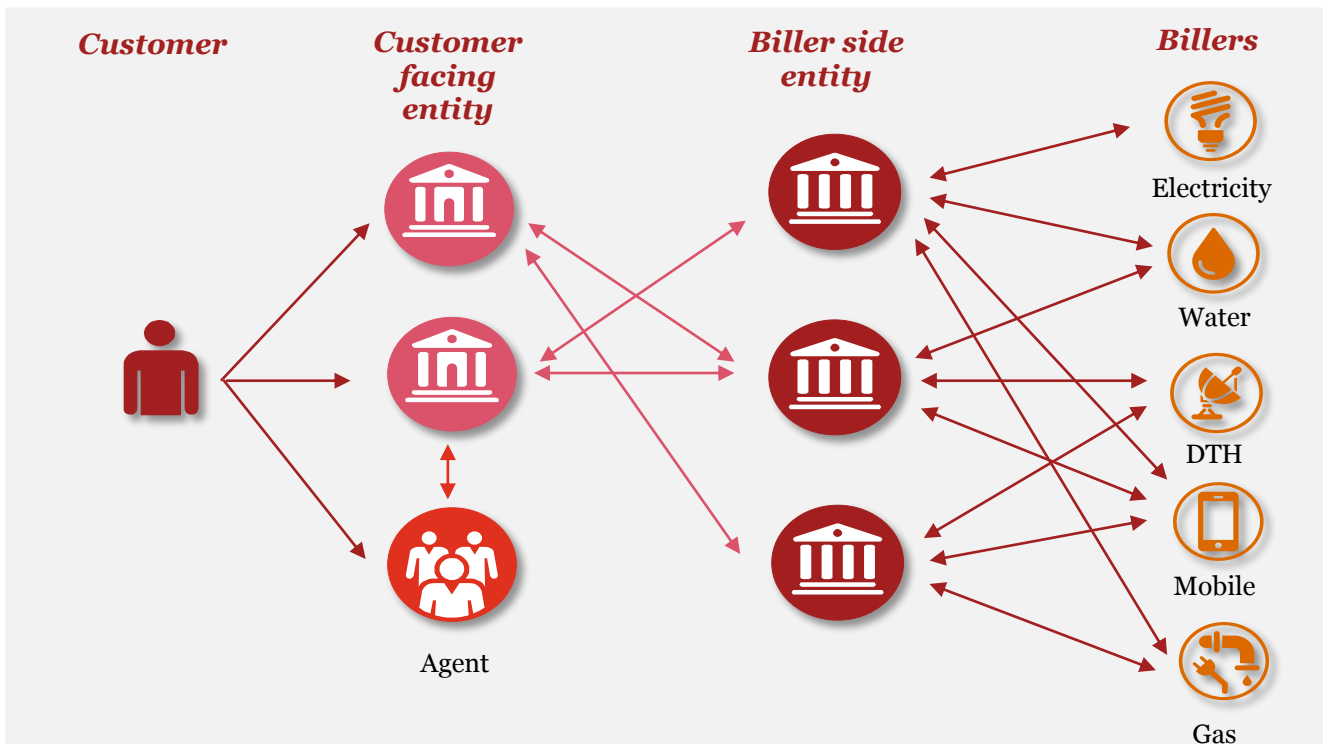 Customer
Customer
facing
entity
Biller side
entity
Billers
Electricity
Water
DTH
Mobile
Agent
Gas